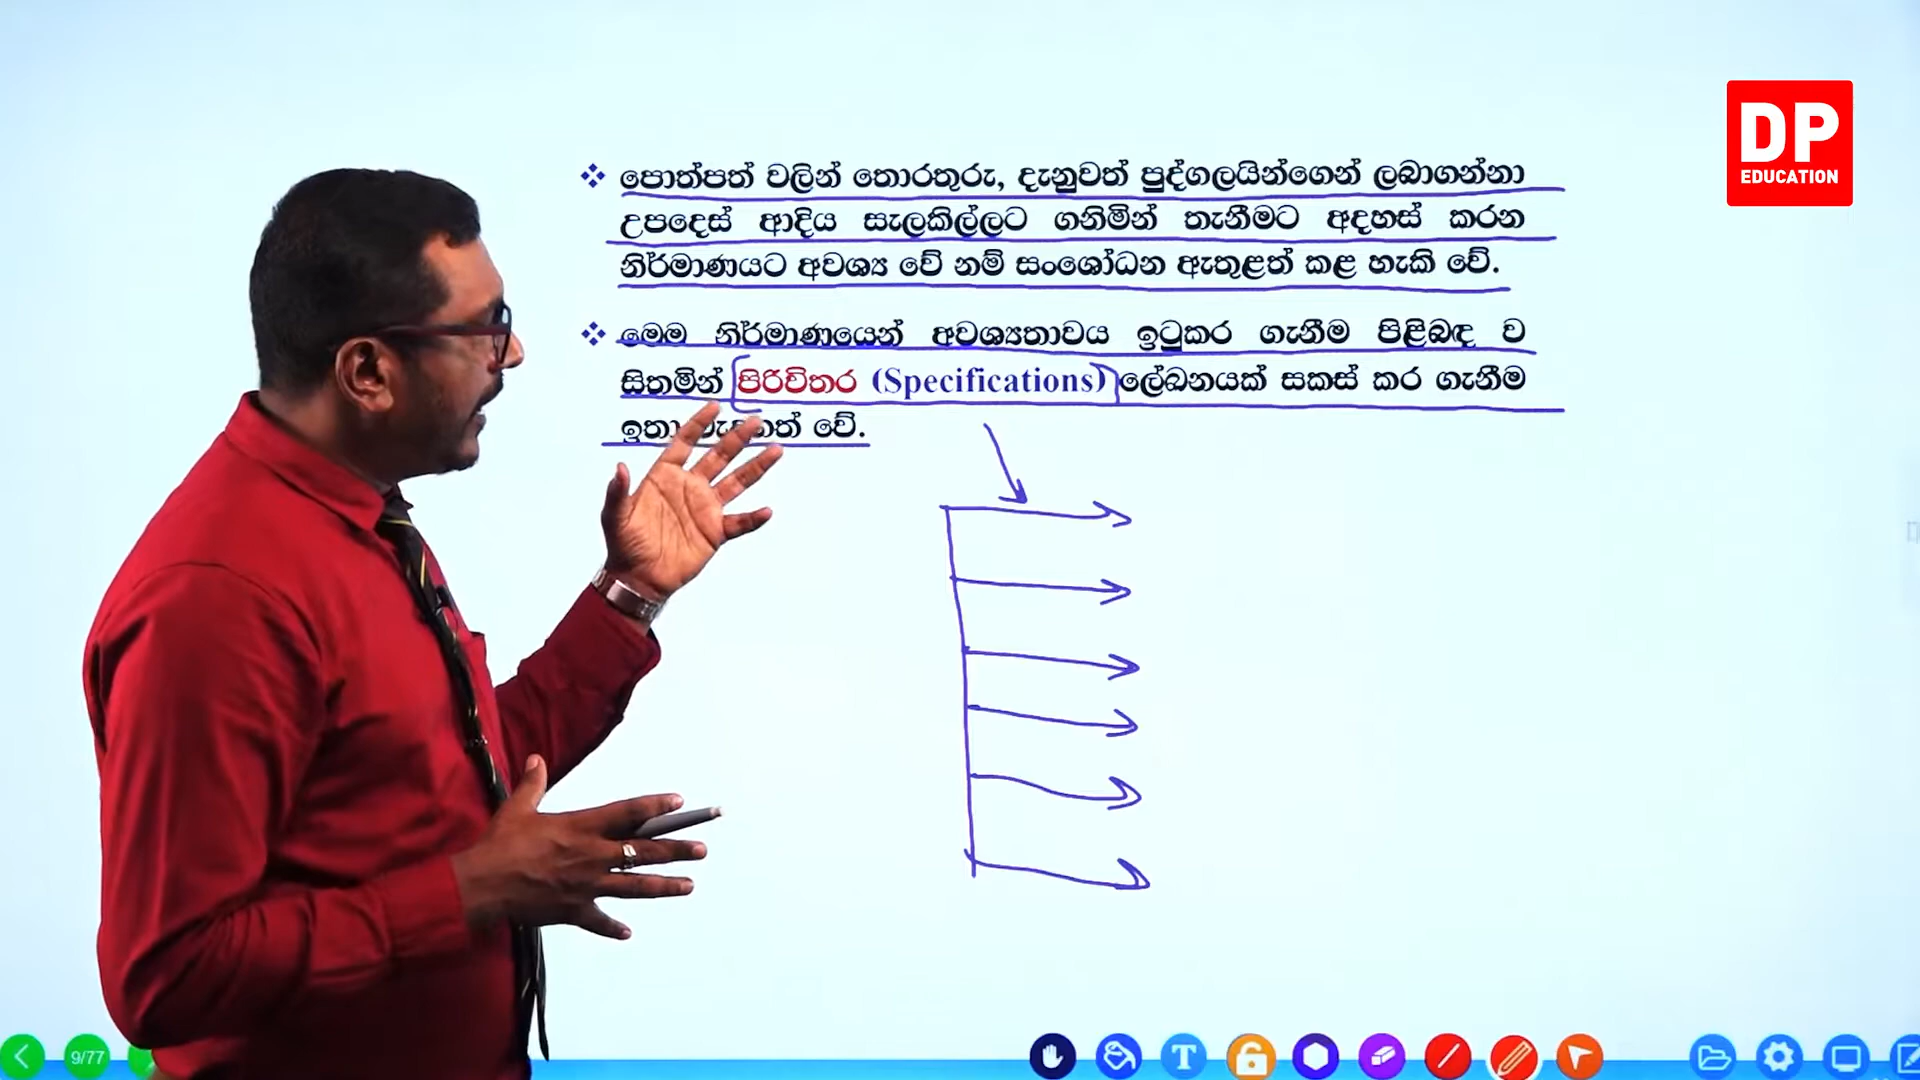 DP
EDUCATION
❖ පොත්පත් වලින් තොරතුරු, දැනුවත් පුද්ගලයින්ගෙන් ලබාගන්නා
උපදෙස් ආදිය සැලකිල්ලට ගනිමින් තැනීමට අදහස් කරන
නිර්මාණයට අවශ්‍ය වේ නම් සංශෝධන ඇතුළත් කළ හැකි වේ.
❖ මෙම නිර්මාණයෙන් අවශ්‍යතාවය ඉටුකර ගැනීම පිළිබඳ ව
සිතමින් පිරිවිතර (Specifications) ලේඛනයක් සකස් කර ගැනීම
ඉතා වේ.
9/77
T